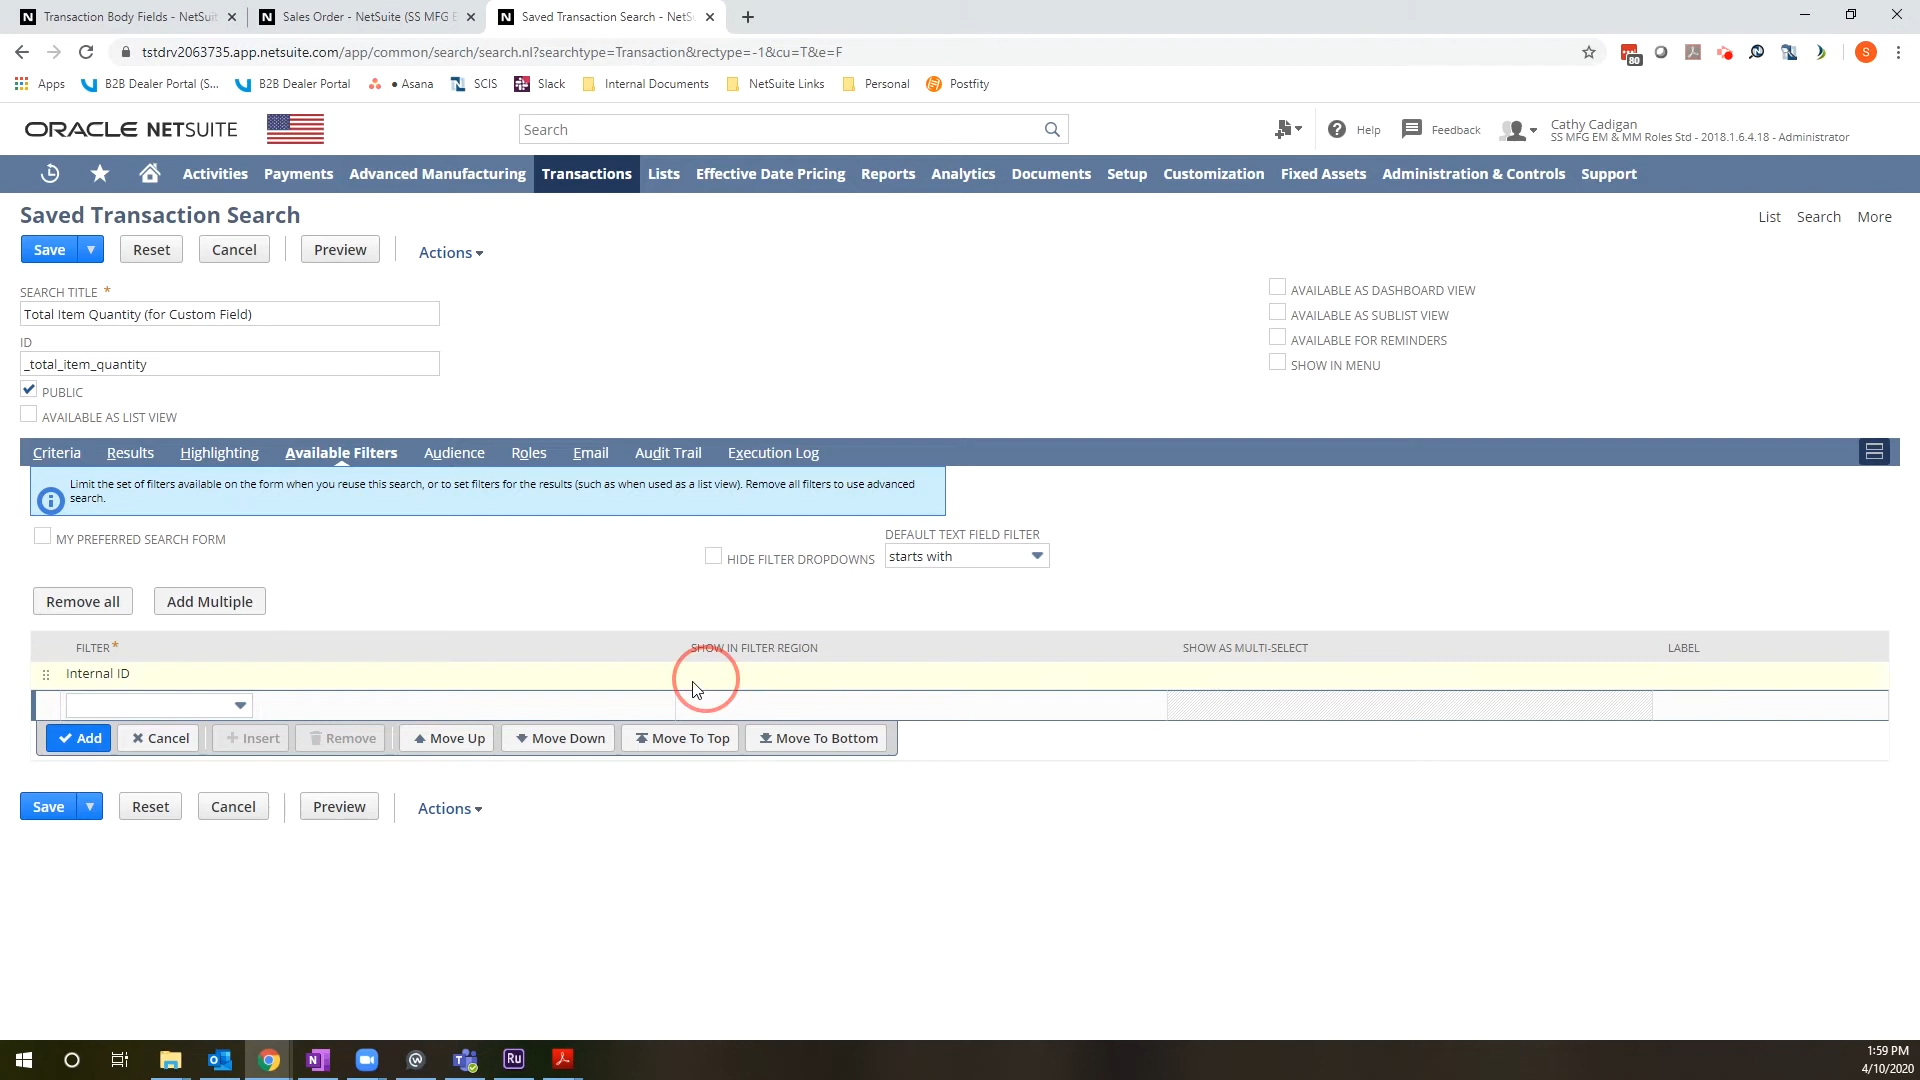 Transaction Body Fields - NetSuit
Sales Order - NetSuite (SS MFG E
Saved Transaction Search - NetSu
tstdrv2063735.app.netsuite.com/app/common/search/search.nl?searchtype=Transaction&rectype=-1&cu=T&e=F
80
S
Apps
B2B Dealer Portal (S...
B2B Dealer Portal
• Asana
SCIS
Slack
Internal Documents
NetSuite Links
Personal
Postfity
ORACLE NETSUITE
Search
Help
Feedback
Cathy Cadigan
SS MFG EM & MM Roles Std - 2018.1.6.4.18 - Administrator
Activities
Payments
Advanced Manufacturing
Transactions
Lists
Effective Date Pricing
Reports
Analytics
Documents
Setup
Customization
Fixed Assets
Administration & Controls
Support
Saved Transaction Search
List
Search
More
Save
Reset
Cancel
Preview
Actions
SEARCH TITLE *
Total Item Quantity (for Custom Field)
ID
_total_item_quantity
PUBLIC
AVAILABLE AS LIST VIEW
AVAILABLE AS DASHBOARD VIEW
AVAILABLE AS SUBLIST VIEW
AVAILABLE FOR REMINDERS
SHOW IN MENU
Criteria
Results
Highlighting
Available Filters
Audience
Roles
Email
Audit Trail
Execution Log
Limit the set of filters available on the form when you reuse this search, or to set filters for the results (such as when used as a list view). Remove all filters to use advanced
search.
MY PREFERRED SEARCH FORM
HIDE FILTER DROPDOWNS
DEFAULT TEXT FIELD FILTER
starts with
Remove all
Add Multiple
FILTER *
SHOW IN FILTER REGION
SHOW AS MULTI-SELECT
LABEL
Internal ID
Add
Cancel
Insert
Remove
Move Up
Move Down
Move To Top
Move To Bottom
Save
Reset
Cancel
Preview
Actions
Ru
1:59 PM
4/10/2020